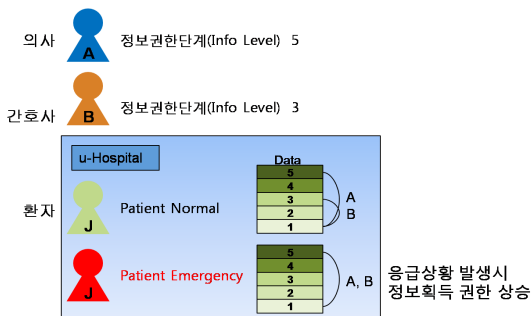 의사
A
정보권한단계(Info Level) 5
간호사
B
정보권한단계(Info Level) 3
u-Hospital
Data
환자
J
Patient Normal
5
4
3
2
1
A
B
J
Patient Emergency
5
4
3
2
1
A, B
응급상황 발생시
정보획득 권한 상승